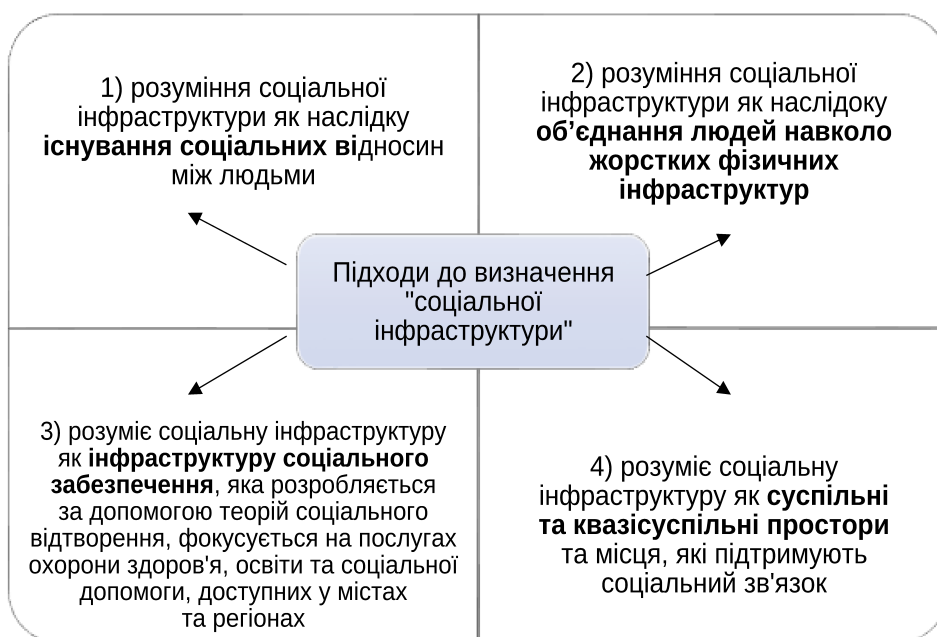 1) розуміння соціальної
інфраструктури як наслідку
існування соціальних відносин
між людьми
2) розуміння соціальної
інфраструктури як наслідоку
об’єднання людей навколо
жорстких фізичних
інфраструктур
Підходи до визначення
"соціальної
інфраструктури"
3) розуміє соціальну інфраструктуру
як інфраструктуру соціального
забезпечення, яка розробляється
за допомогою теорій соціального
відтворення, фокусується на послугах
охорони здоров'я, освіти та соціальної
допомоги, доступних у містах
та регіонах
4) розуміє соціальну
інфраструктуру як суспільні
та квазісуспільні простори
та місця, які підтримують
соціальний зв'язок